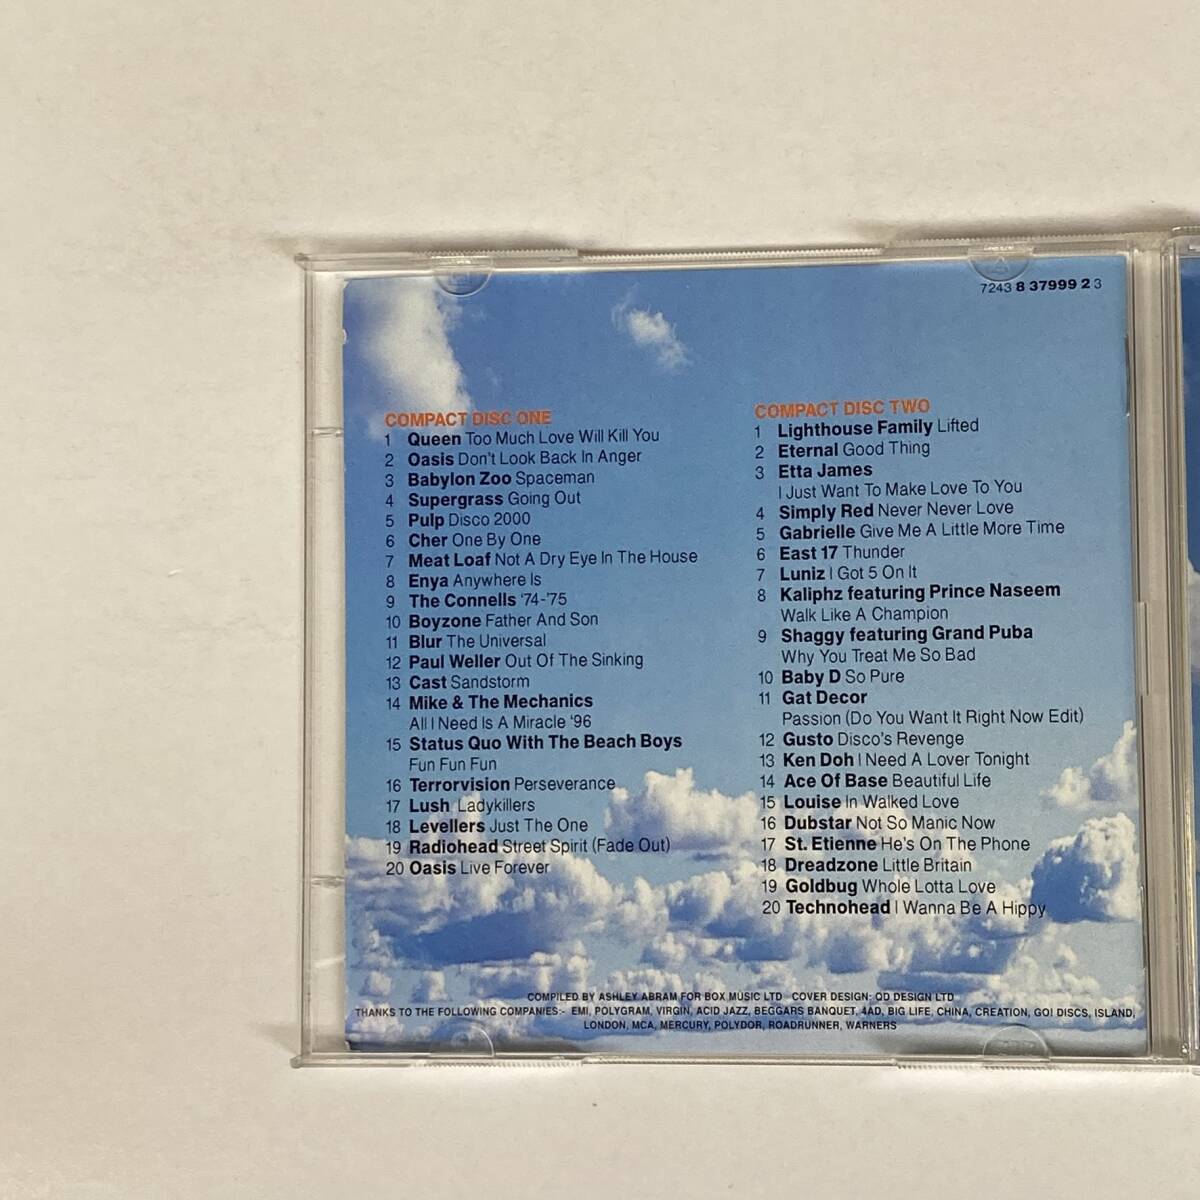 7243 8 37999 2 3
COMPACT DISC ONE
1 Queen Too Much Love Will Kill You
2 Oasis Don't Look Back In Anger
3 Babylon Zoo Spaceman
4 Supergrass Going Out
5 Pulp Disco 2000
6 Cher One By One
7 Meat Loaf Not A Dry Eye In The House
8 Enya Anywhere Is
9 The Connells '74-'75
10 Boyzone Father And Son
11 Blur The Universal
12 Paul Weller Out Of The Sinking
13 Cast Sandstorm
14 Mike & The Mechanics
All I Need Is A Miracle '96
15 Status Quo With The Beach Boys
Fun Fun Fun
16 Terrorvision Perseverance
17 Lush Ladykillers
18 Levellers Just The One
19 Radiohead Street Spirit (Fade Out)
20 Oasis Live Forever
COMPACT DISC TWO
1 Lighthouse Family Lifted
2 Eternal Good Thing
3 Etta James
I Just Want To Make Love To You
4 Simply Red Never Never Love
5 Gabrielle Give Me A Little More Time
6 East 17 Thunder
7 Luniz I Got 5 On It
8 Kaliphz featuring Prince Naseem
Walk Like A Champion
9 Shaggy featuring Grand Puba
Why You Treat Me So Bad
10 Baby D So Pure
11 Gat Decor
Passion (Do You Want It Right Now Edit)
12 Gusto Disco's Revenge
13 Ken Doh I Need A Lover Tonight
14 Ace Of Base Beautiful Life
15 Louise In Walked Love
16 Dubstar Not So Manic Now
17 St. Etienne He's On The Phone
18 Dreadzone Little Britain
19 Goldbug Whole Lotta Love
20 Technohead I Wanna Be A Hippy
COMPILED BY ASHLEY ABRAM FOR BOX MUSIC LTD COVER DESIGN: QD DESIGN LTD
THANKS TO THE FOLLOWING COMPANIES:- EMI, POLYGRAM, VIRGIN, ACID JAZZ, BEGGARS BANQUET, 4AD, BIG LIFE, CHINA, CREATION, GO! DISCS, ISLAND,
LONDON, MCA, MERCURY, POLYDOR, ROADRUNNER, WARNERS